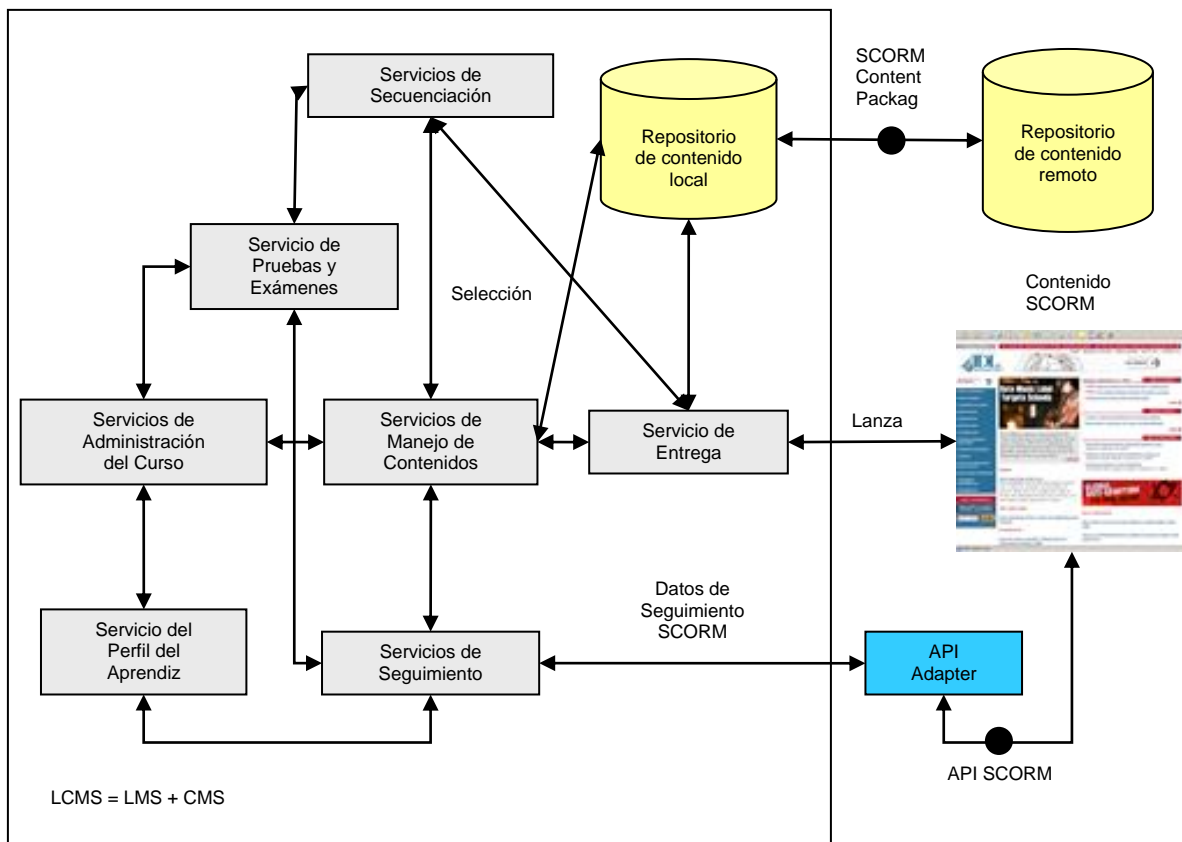 Servicios de
Secuenciación
SCORM
Content
Packag
Repositorio
de contenido
local
Repositorio
de contenido
remoto
Servicio de
Pruebas y
Exámenes
Selección
Contenido
SCORM
Servicios de
Administración
del Curso
Servicios de
Manejo de
Contenidos
Servicio de
Entrega
Lanza
Datos de
Seguimiento
SCORM
Servicio del
Perfil del
Aprendiz
Servicios de
Seguimiento
API
Adapter
API SCORM
LCMS = LMS + CMS